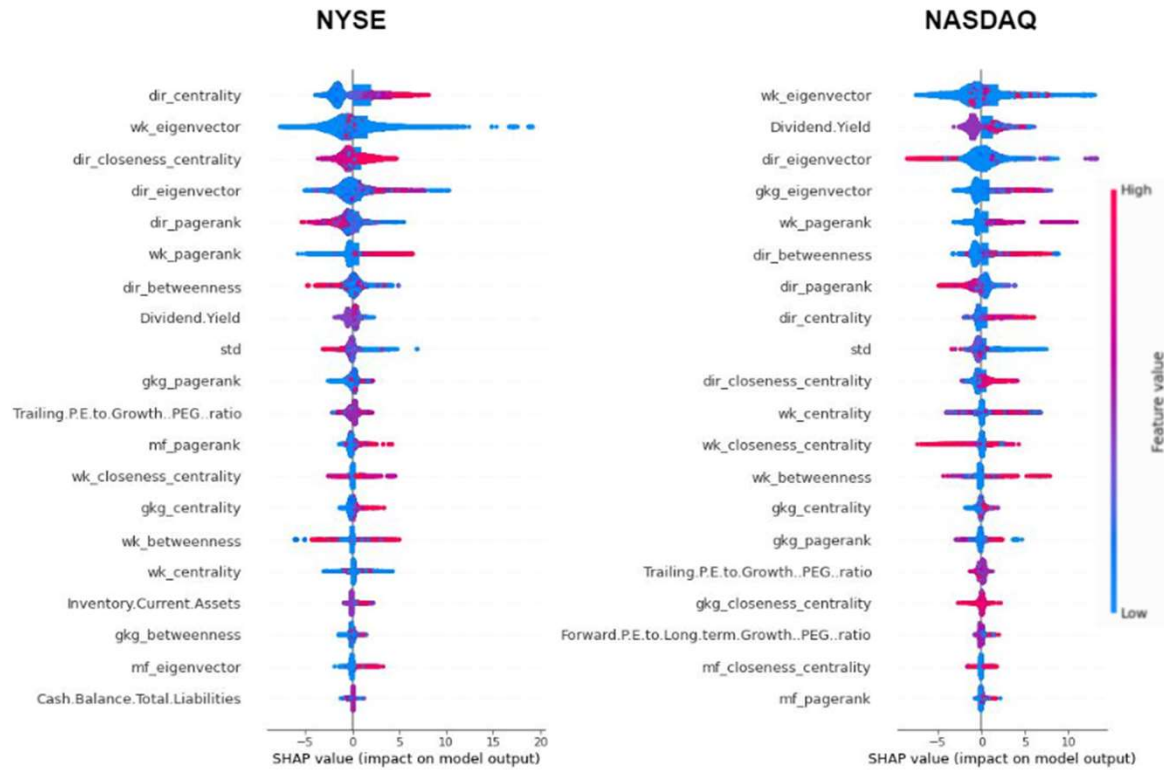 NYSE
dir_centrality
wk_eigenvector
dir_closeness_centrality
dir_eigenvector
dir_pagerank
wk_pagerank
dir_betweenness
Dividend.Yield
std
gkg_pagerank
Trailing.P.E.to.Growth..PEG..ratio
mf_pagerank
wk_closeness_centrality
gkg_centrality
wk_betweenness
wk_centrality
Inventory.Current.Assets
gkg_betweenness
mf_eigenvector
Cash.Balance.Total.Liabilities
−5 0 5 10 15 20
SHAP value (impact on model output)
NASDAQ
wk_eigenvector
Dividend.Yield
dir_eigenvector
gkg_eigenvector
wk_pagerank
dir_betweenness
dir_pagerank
dir_centrality
std
dir_closeness_centrality
wk_centrality
wk_closeness_centrality
wk_betweenness
gkg_centrality
gkg_pagerank
Trailing.P.E.to.Growth..PEG..ratio
gkg_closeness_centrality
Forward.P.E.to.Long.term.Growth..PEG..ratio
mf_closeness_centrality
mf_pagerank
−5 0 5 10
SHAP value (impact on model output)
High
Feature value
Low